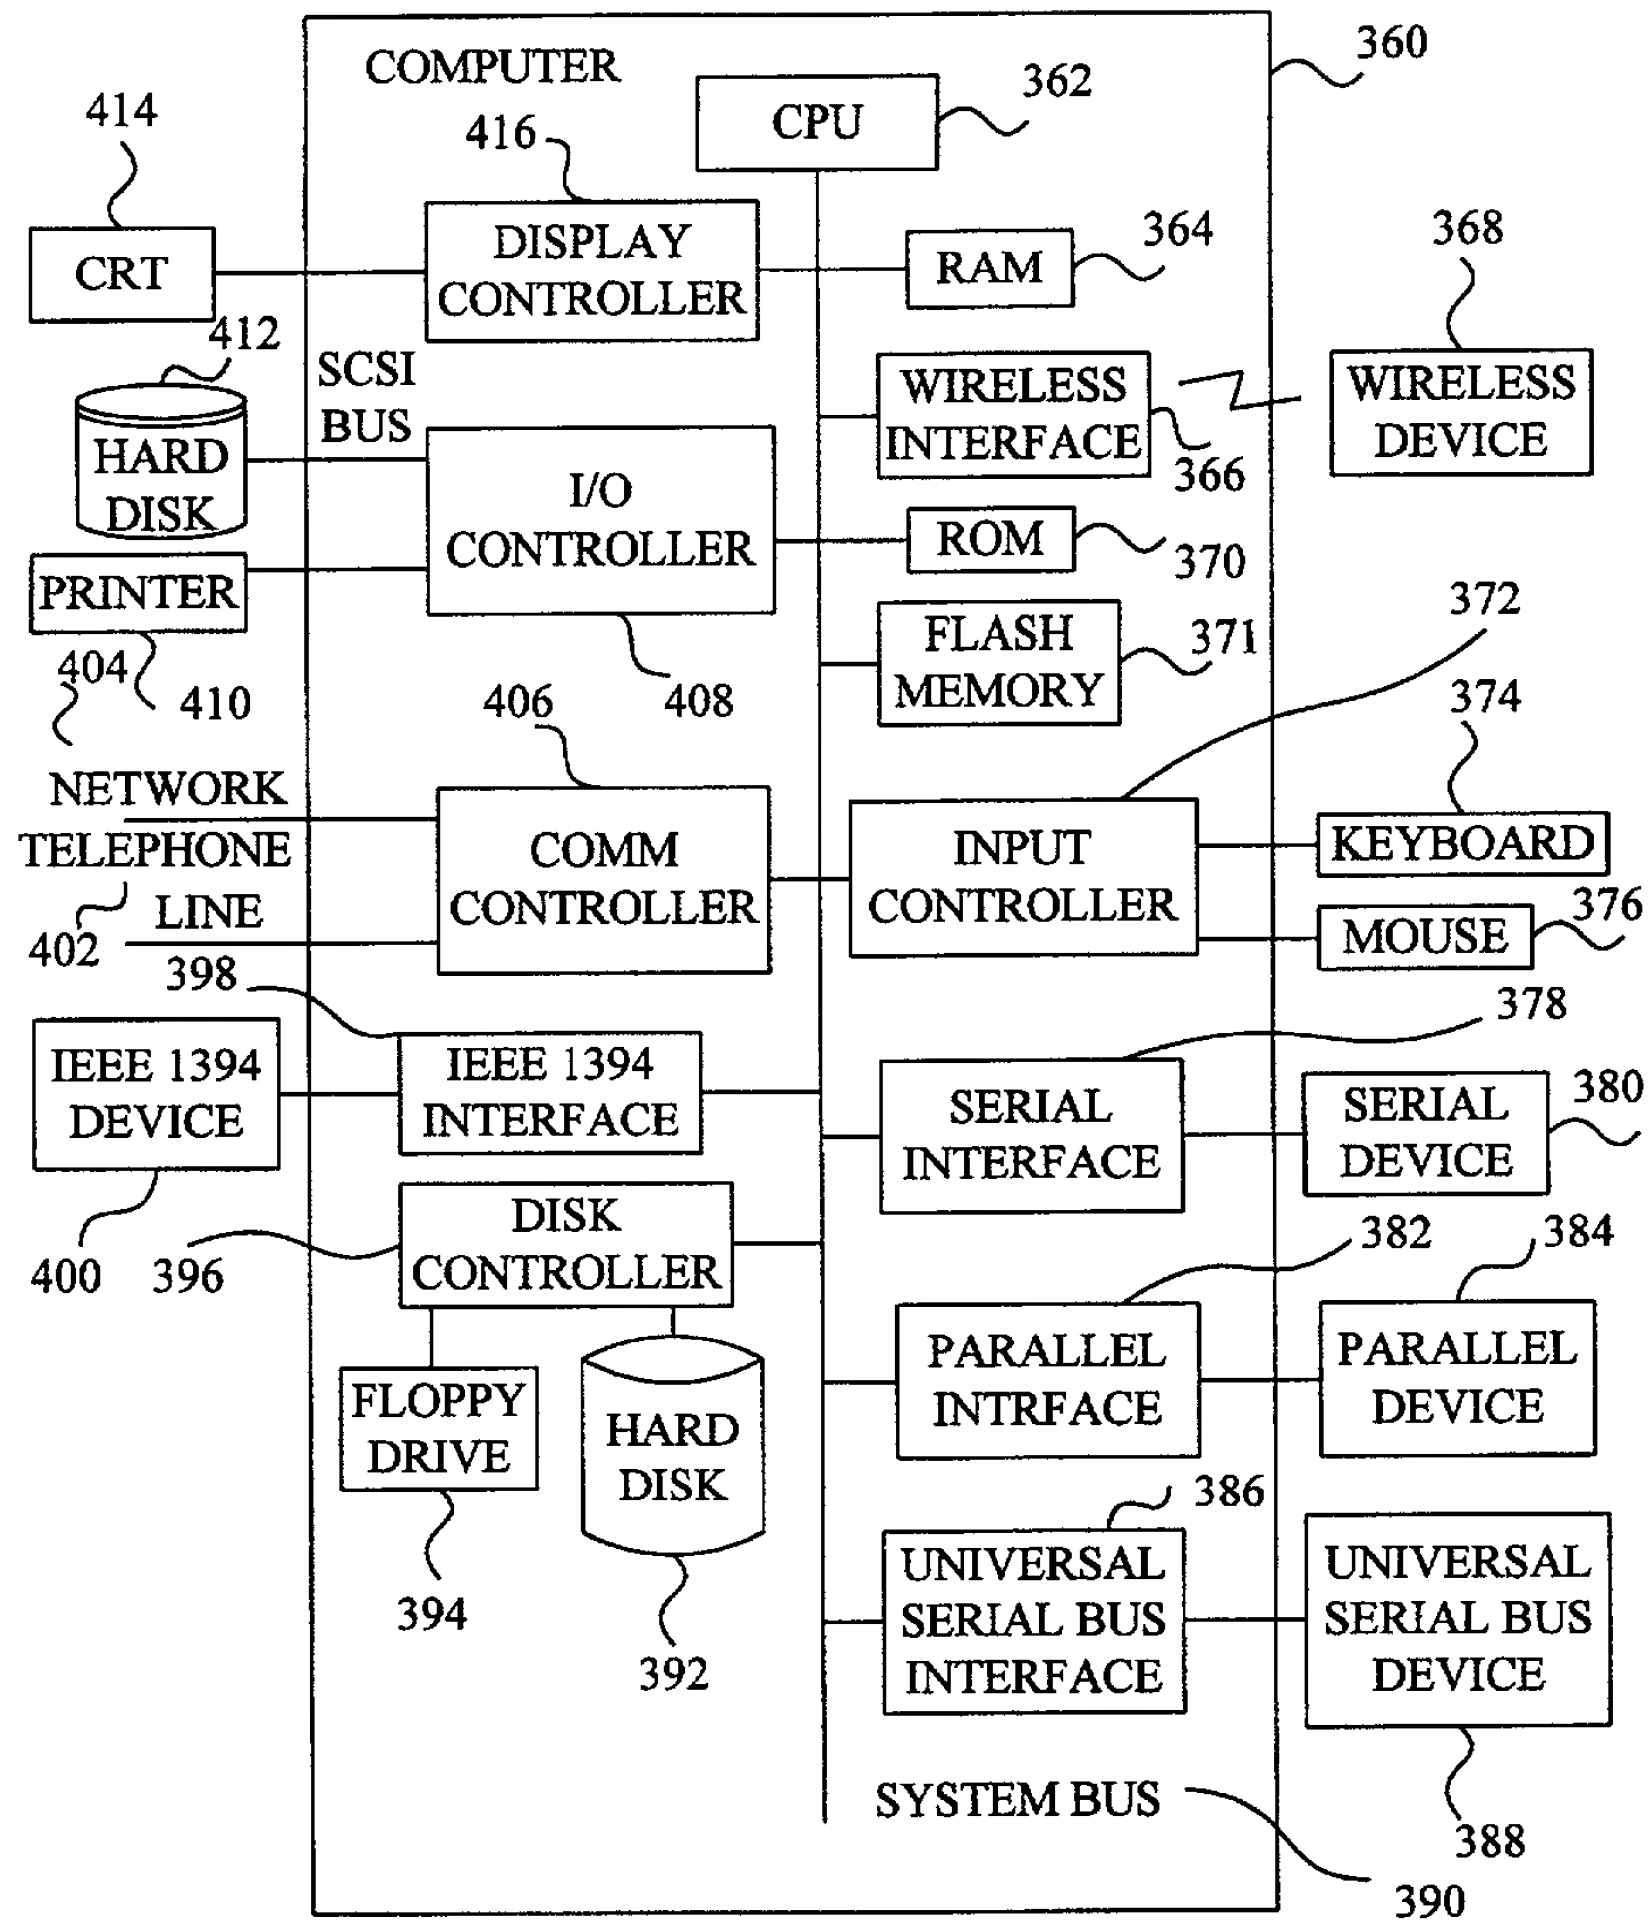 COMPUTER
360
362
CPU
414
416
CRT
DISPLAY
CONTROLLER
RAM
364
368
412
SCSI
BUS
HARD
DISK
I/O
CONTROLLER
WIRELESS
INTERFACE
366
WIRELESS
DEVICE
ROM
370
PRINTER
404
410
408
FLASH
MEMORY
371
372
374
406
NETWORK
TELEPHONE
LINE
402
COMM
CONTROLLER
INPUT
CONTROLLER
KEYBOARD
MOUSE
376
398
378
IEEE 1394
DEVICE
IEEE 1394
INTERFACE
SERIAL
INTERFACE
SERIAL
DEVICE
380
400
396
DISK
CONTROLLER
382
384
FLOPPY
DRIVE
HARD
DISK
PARALLEL
INTRFACE
PARALLEL
DEVICE
394
392
386
UNIVERSAL
SERIAL BUS
INTERFACE
UNIVERSAL
SERIAL BUS
DEVICE
SYSTEM BUS
388
390